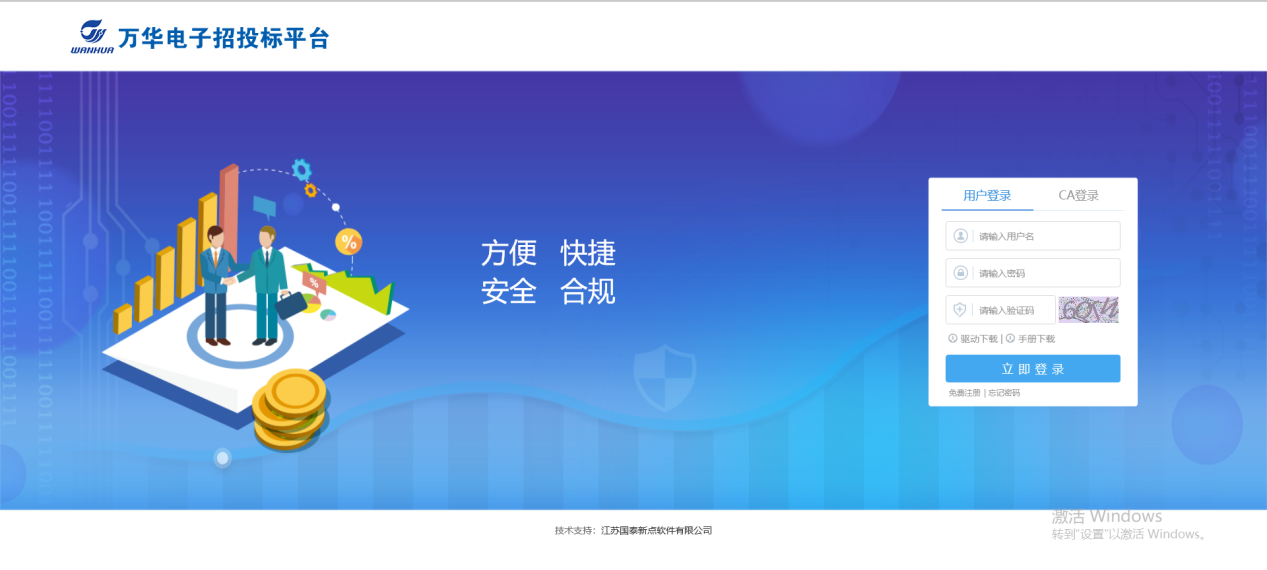 WANHUA 万华电子招投标平台
方便 快捷
安全 合规
用户登录 CA登录
请输入用户名
请输入密码
请输入验证码
驱动下载 | 手册下载
立即登录
免费注册 | 忘记密码
%
%
技术支持：江苏国泰新点软件有限公司
激活 Windows
转到"设置"以激活 Windows。